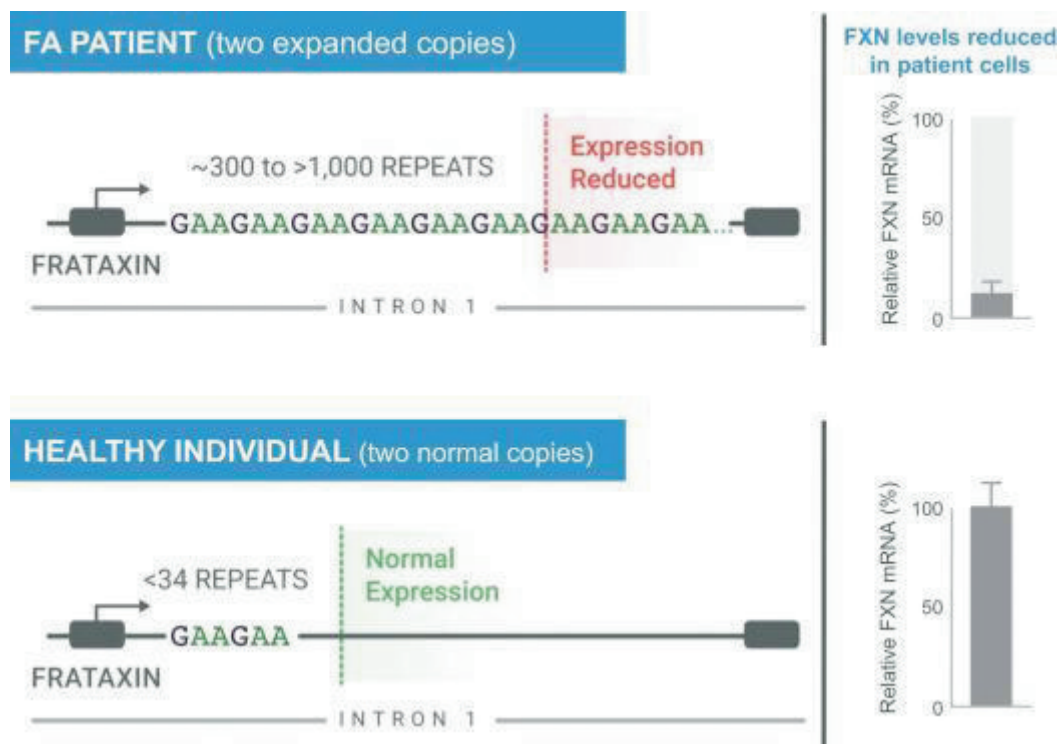 FA PATIENT (two expanded copies)
~300 to >1,000 REPEATS
Expression
Reduced
GAAGAAGAAGAAGAAGAAGAAGAAGAA...
FRATAXIN
INTRON 1
FXN levels reduced
in patient cells
Relative FXN mRNA (%)
100
50
0
HEALTHY INDIVIDUAL (two normal copies)
<34 REPEATS
Normal
Expression
GAAGAA
FRATAXIN
INTRON 1
Relative FXN mRNA (%)
100
50
0